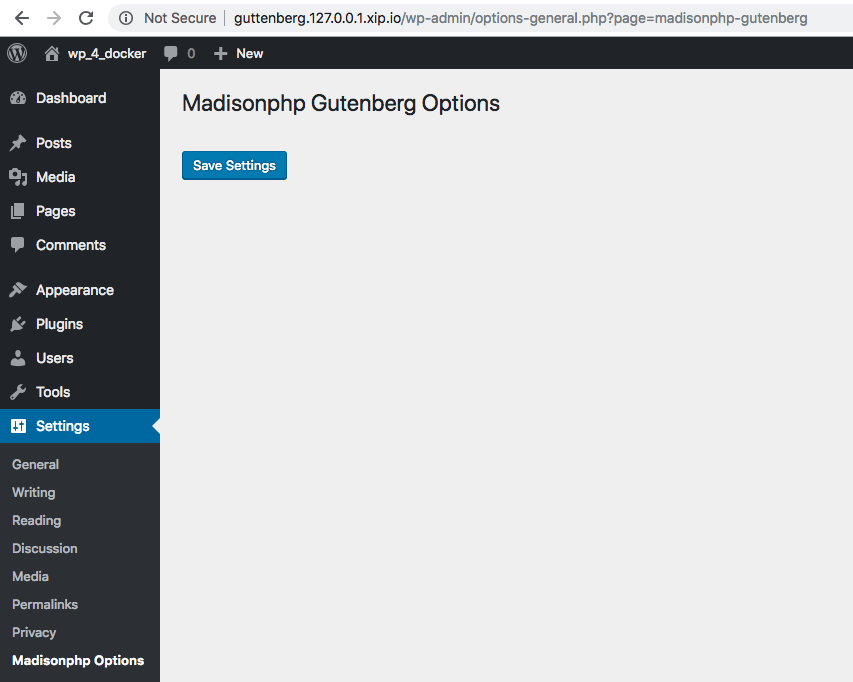 Not Secure guttenberg.127.0.0.1.xip.io/wp-admin/options-general.php?page=madisonphp-gutenberg
wp_4_docker 0 New
Dashboard
Posts
Media
Pages
Comments
Appearance
Plugins
Users
Tools
Settings
General
Writing
Reading
Discussion
Media
Permalinks
Privacy
Madisonphp Options
Madisonphp Gutenberg Options
Save Settings